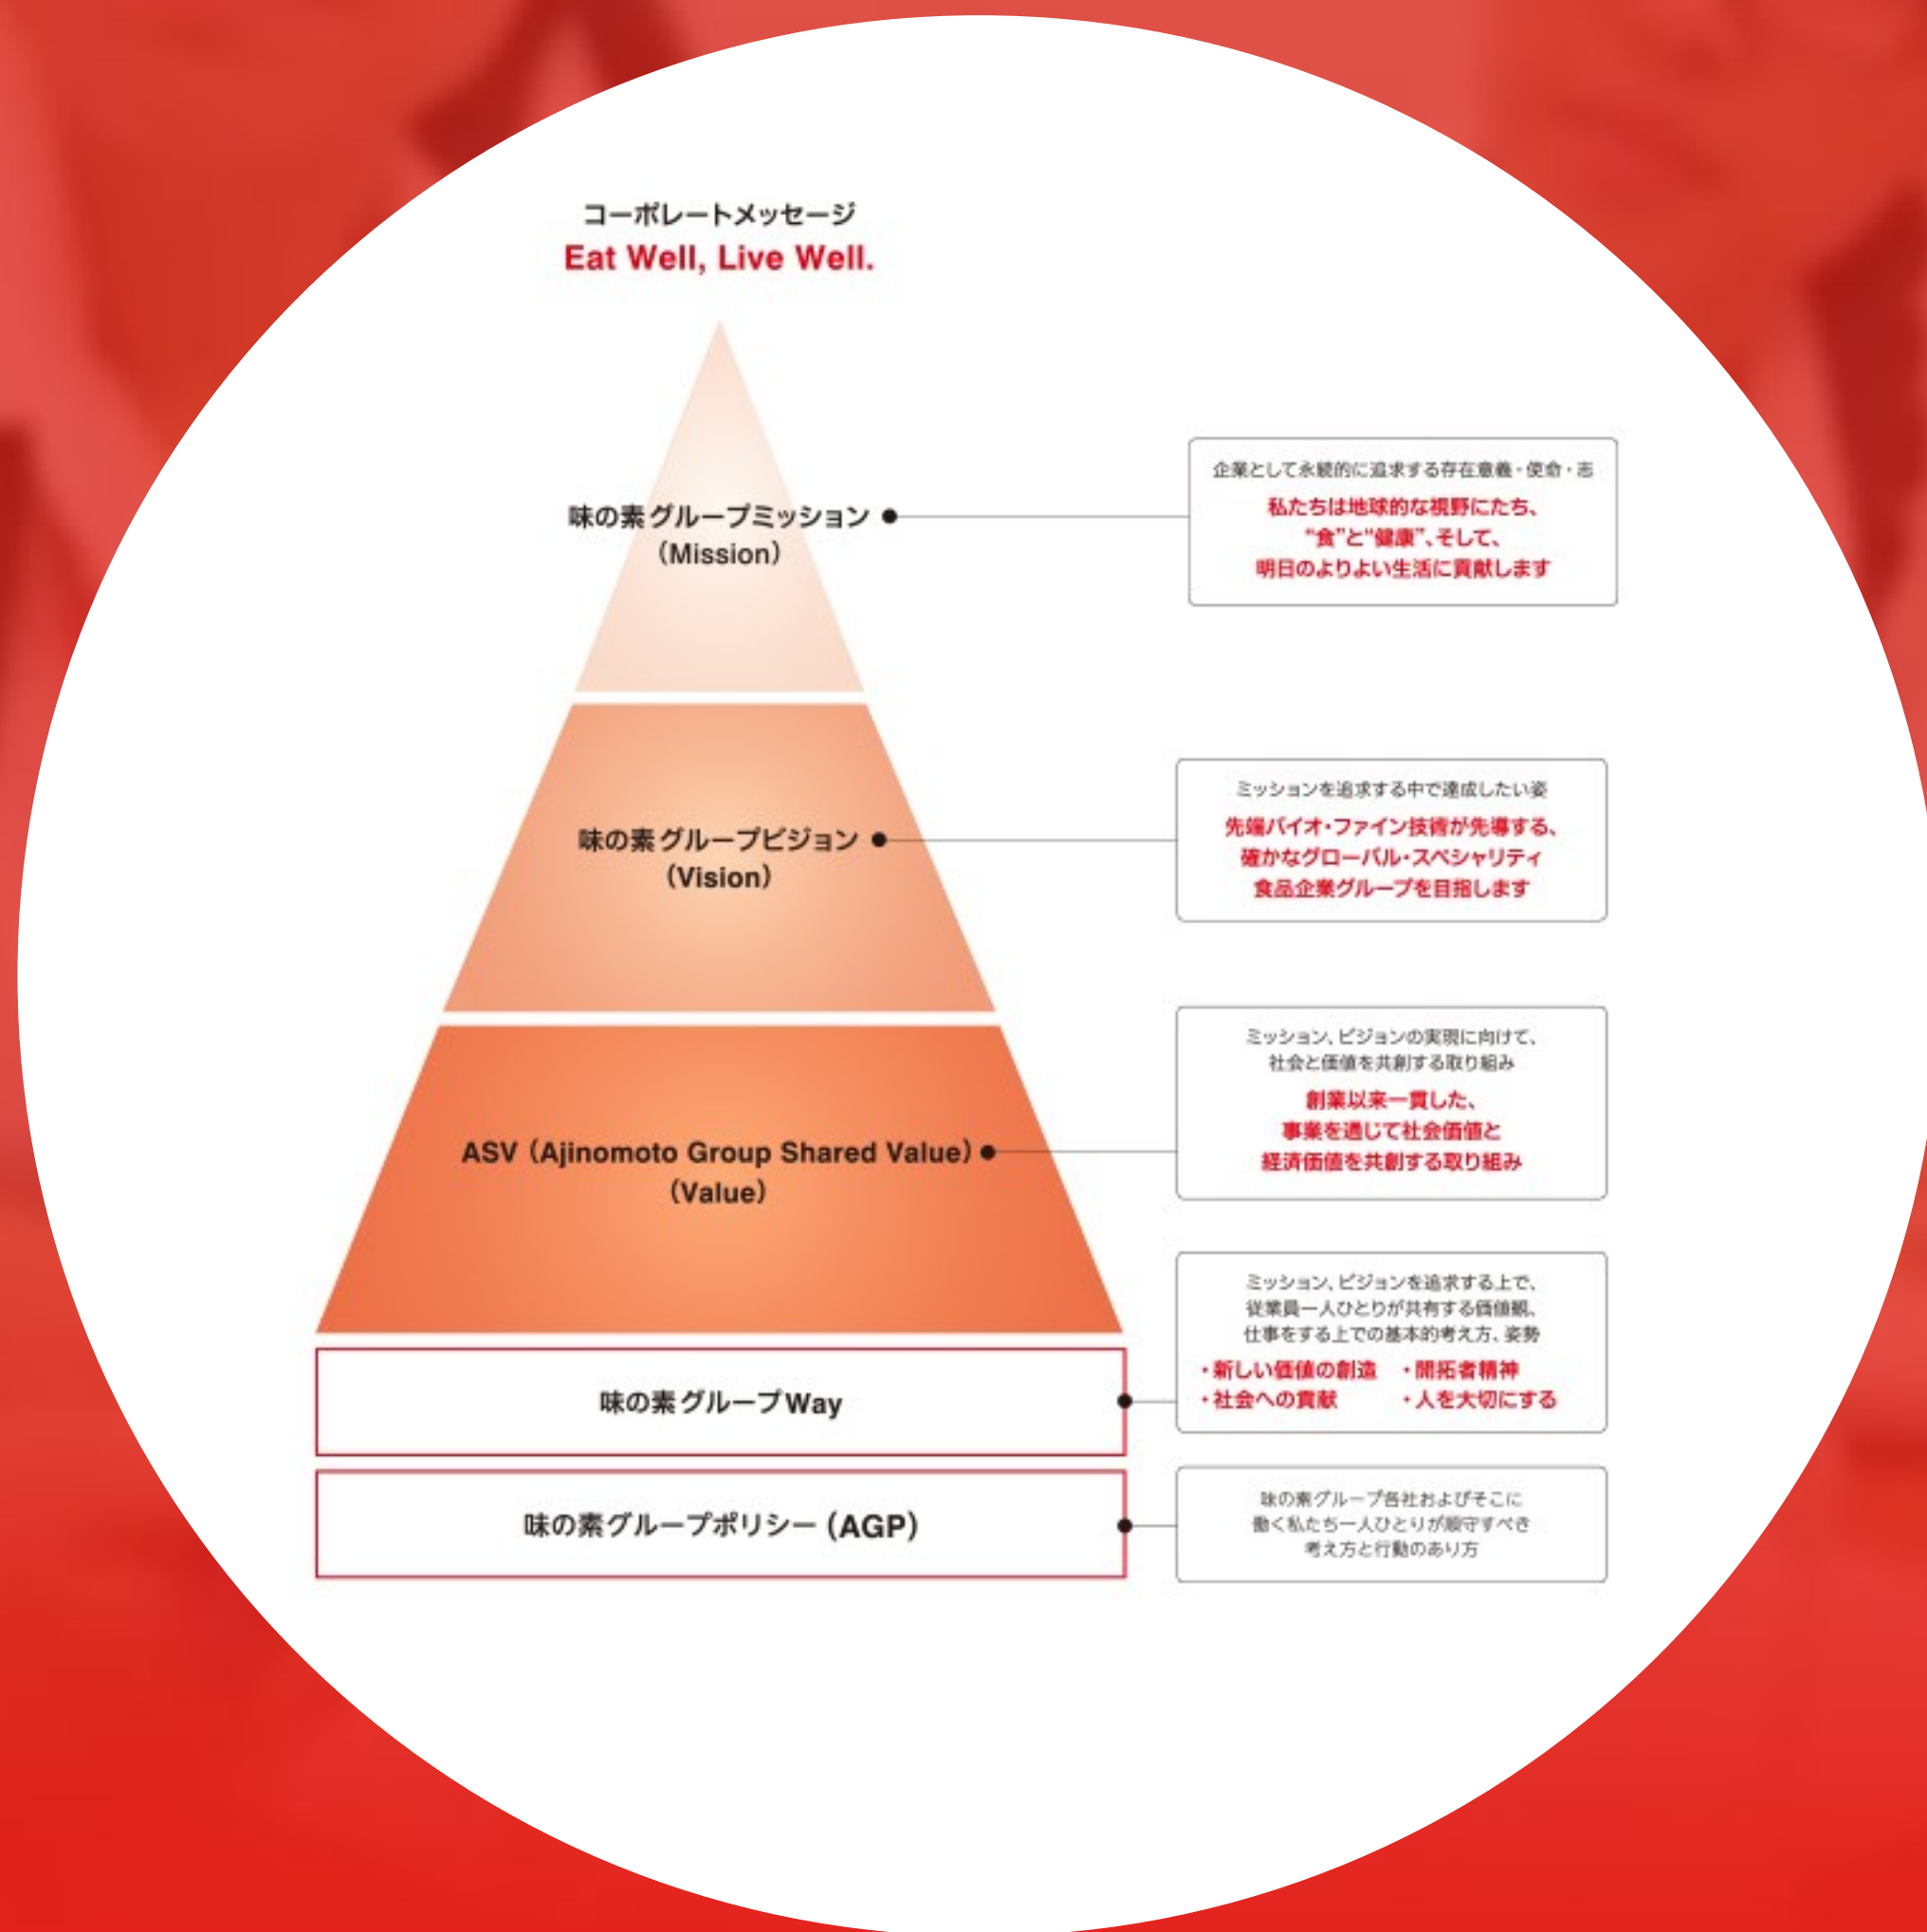 コーポレートメッセージ
Eat Well, Live Well.
味の素グループミッション
（Mission）
企業として永続的に追求する存在意義・使命・志
私たちは地球的な視野にたち、
“食”と“健康”、そして、
明日のよりよい生活に貢献します
味の素グループビジョン
（Vision）
ミッションを追求する中で達成したい姿
先端バイオ・ファイン技術が先導する、
確かなグローバル・スペシャリティ
食品企業グループを目指します
ASV（Ajinomoto Group Shared Value）
（Value）
ミッション、ビジョンの実現に向けて、
社会と価値を共創する取り組み
創業以来一貫した、
事業を通じて社会価値と
経済価値を共創する取り組み
味の素グループWay
ミッション、ビジョンを追求する上で、
従業員一人ひとりが共有する価値観、
仕事をする上での基本的考え方、姿勢
・新しい価値の創造 ・開拓者精神
・社会への貢献 ・人を大切にする
味の素グループポリシー（AGP）
味の素グループ各社およびそこに
働く私たち一人ひとりが順守すべき
考え方と行動のあり方